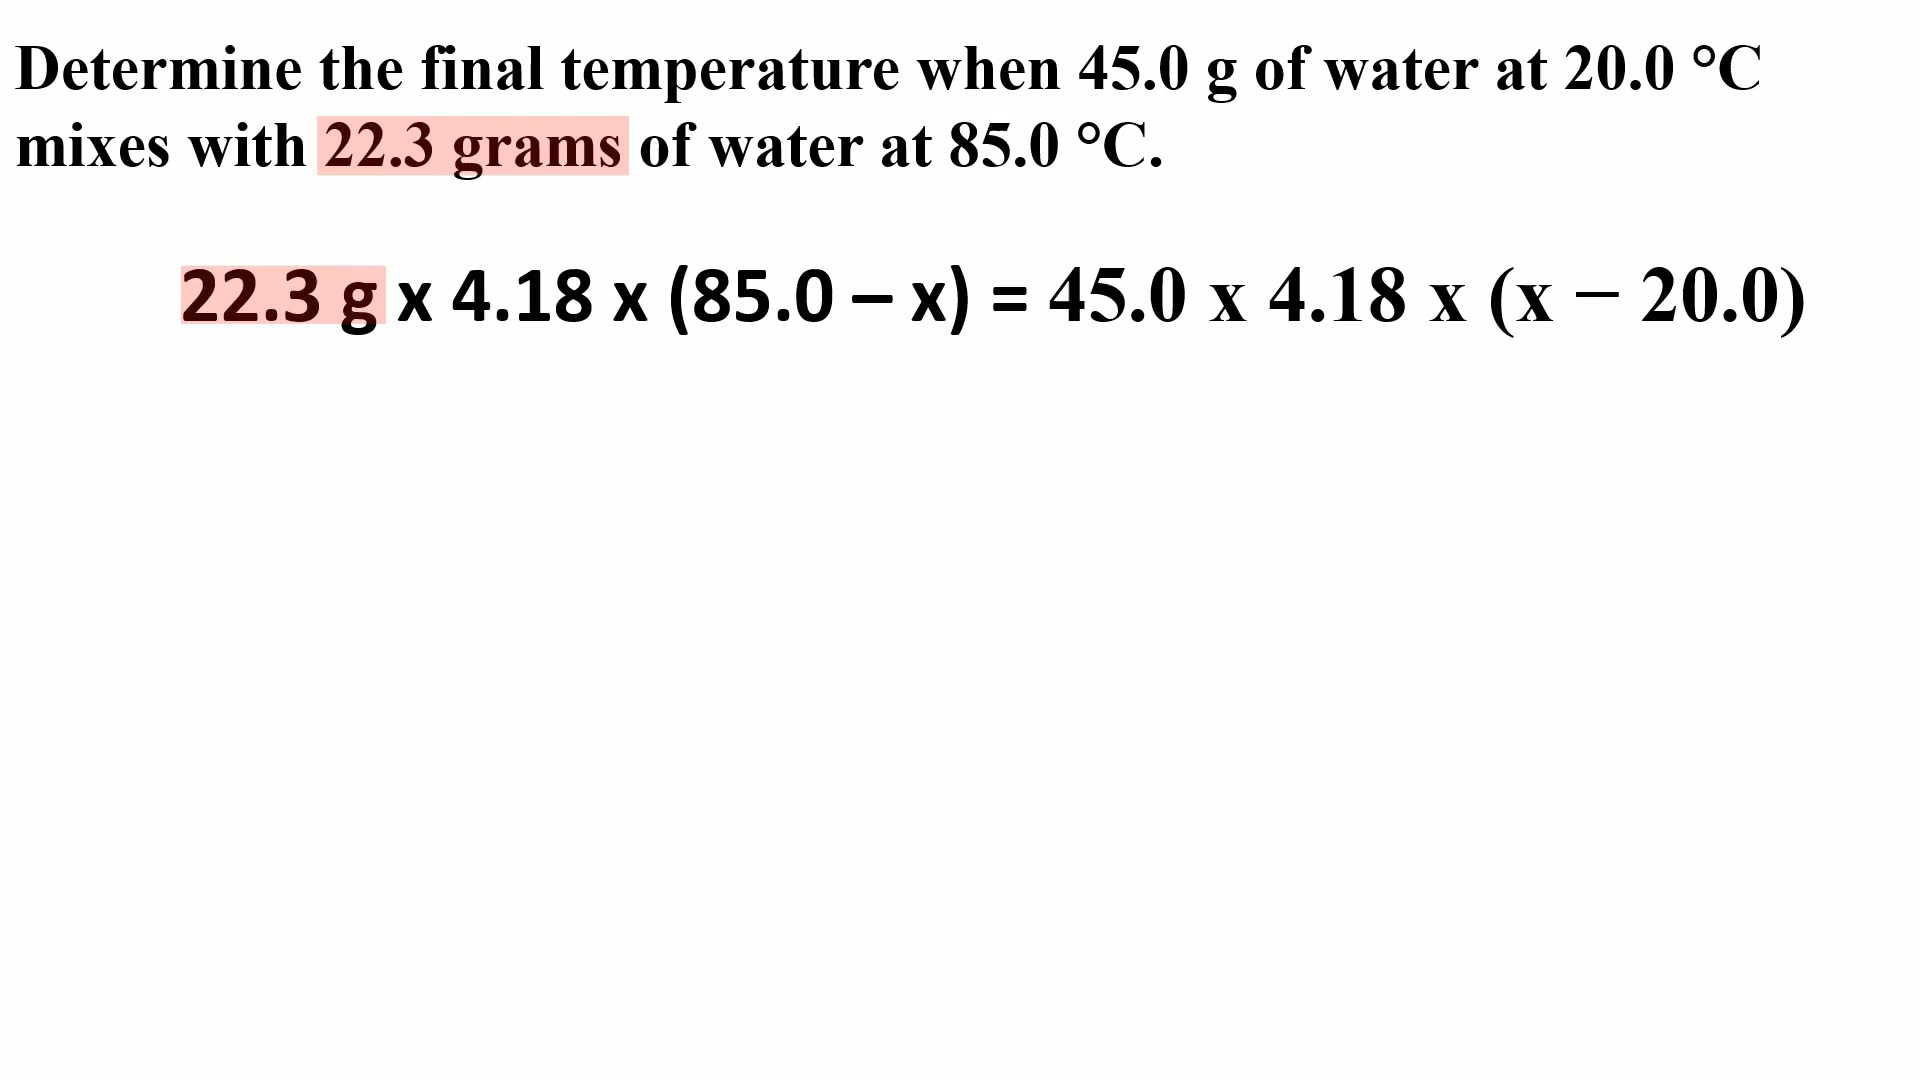 Determine the final temperature when 45.0 g of water at 20.0 °C
mixes with 22.3 grams of water at 85.0 °C.
22.3 g x 4.18 x (85.0 – x) = 45.0 x 4.18 x (x − 20.0)